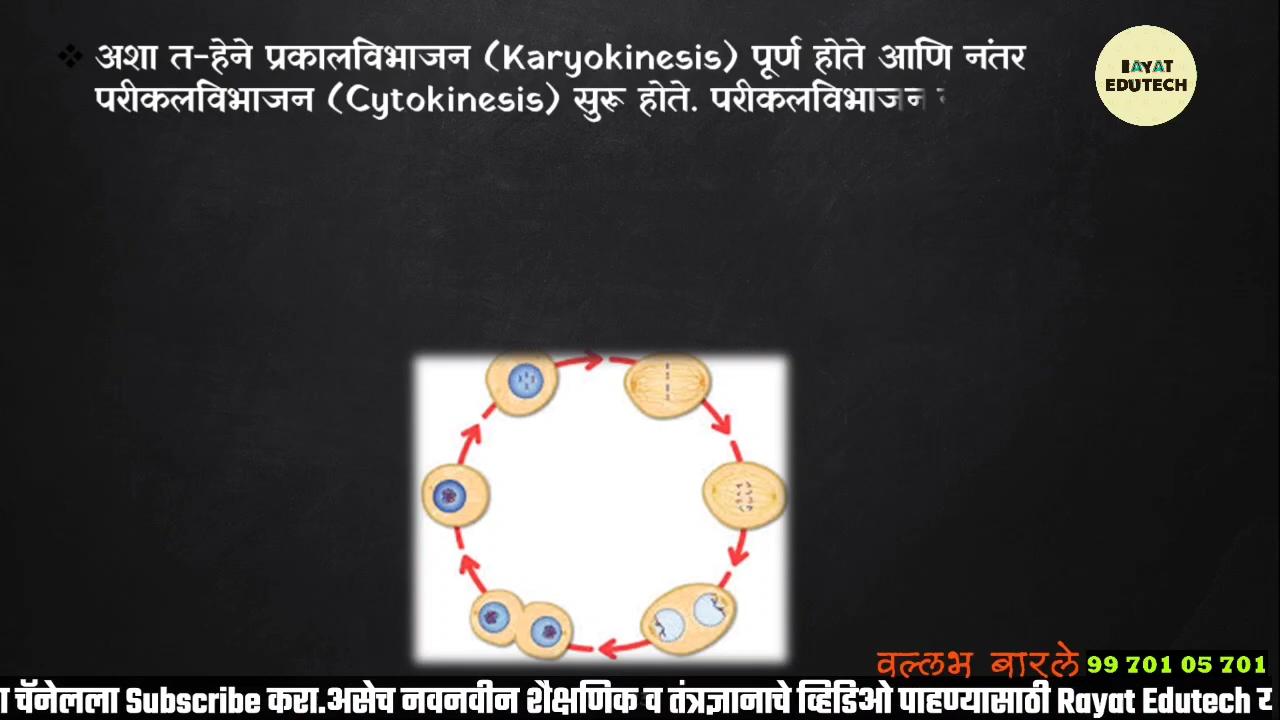 अशा त-हेने प्रकालविभाजन (Karyokinesis) पूर्ण होते आणि नंतर
परीकलविभाजन (Cytokinesis) सुरू होते. परीकलविभाजन
RAYAT
EDUTECH
वल्लभ बारले 99 701 05 701
चॅनेलला Subscribe करा.असेच नवनवीन शैक्षणिक व तंत्रज्ञानाचे व्हिडिओ पाहण्यासाठी Rayat Edutech